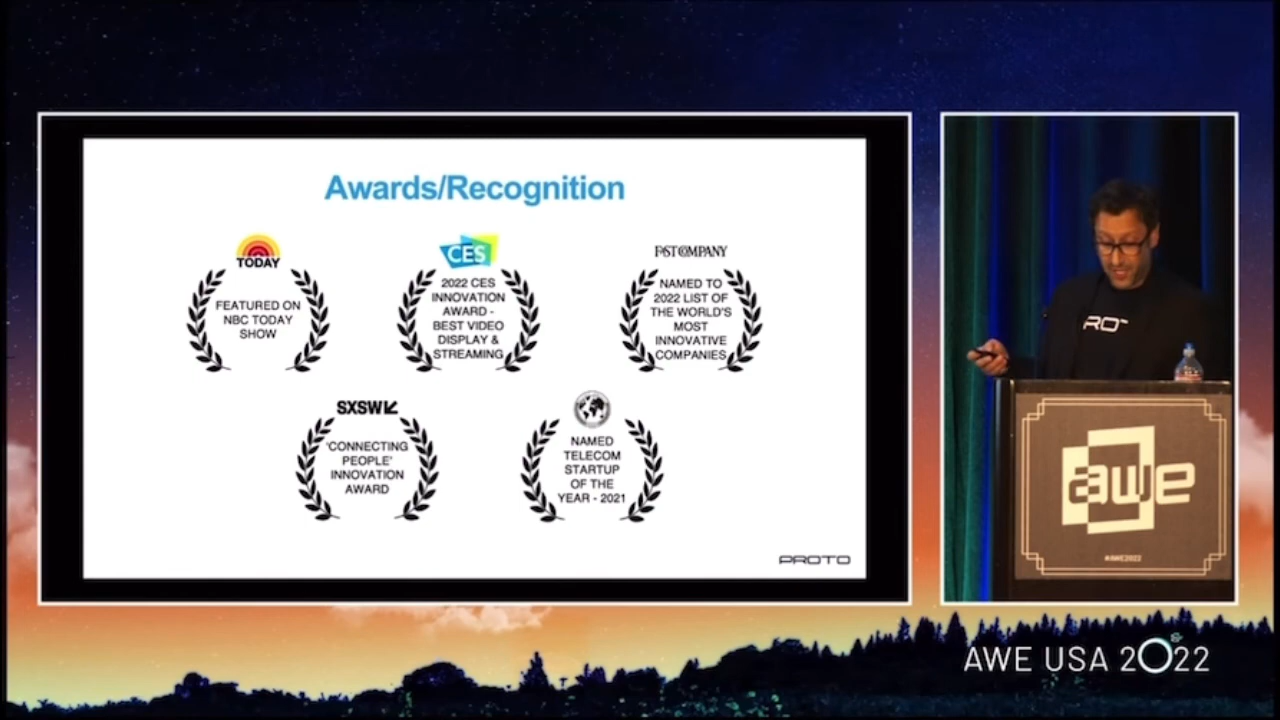 Awards/Recognition
TODAY
FEATURED ON
NBC TODAY
SHOW
CES
2022 CES
INNOVATION
AWARD -
BEST VIDEO
DISPLAY &
STREAMING
FAST COMPANY
NAMED TO
2022 LIST OF
THE WORLD'S
MOST
INNOVATIVE
COMPANIES
SXSW
'CONNECTING
PEOPLE'
INNOVATION
AWARD
NAMED
TELECOM
STARTUP
OF THE
YEAR - 2021
PROTO
ROT
awe
#AWE2022
AWE USA 2022